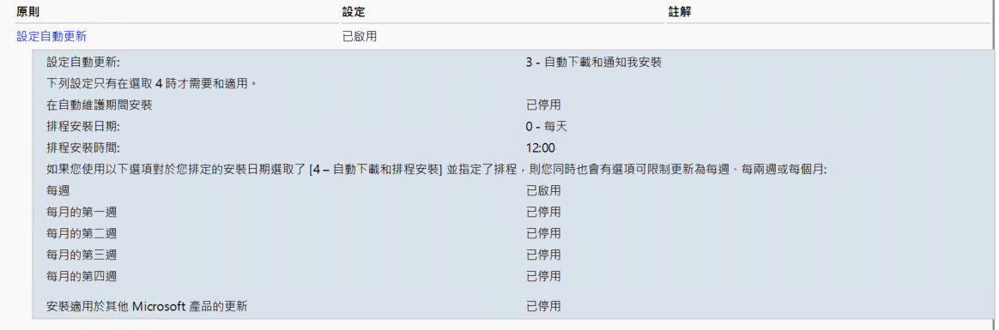 原則 設定 註解
設定自動更新 已啟用
設定自動更新: 3 - 自動下載和通知我安裝
下列設定只有在選取 4 時才需要和適用。
在自動維護期間安裝 已停用
排程安裝日期: 0 - 每天
排程安裝時間: 12:00
如果您使用以下選項對於您排定的安裝日期選取了 [4 – 自動下載和排程安裝] 並指定了排程，則您同時也會有選項可限制更新為每週、每兩週或每個月:
每週 已啟用
每月的第一週 已停用
每月的第二週 已停用
每月的第三週 已停用
每月的第四週 已停用
安裝適用於其他 Microsoft 產品的更新 已停用